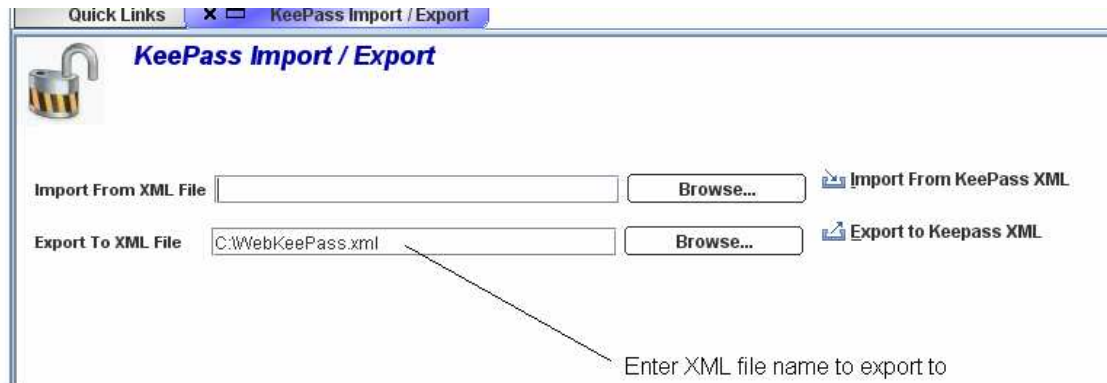 Quick Links
KeePass Import / Export
KeePass Import / Export
Import From XML File
Browse...
Import From KeePass XML
Export To XML File
C:\WebKeePass.xml
Browse...
Export to Keepass XML
Enter XML file name to export to